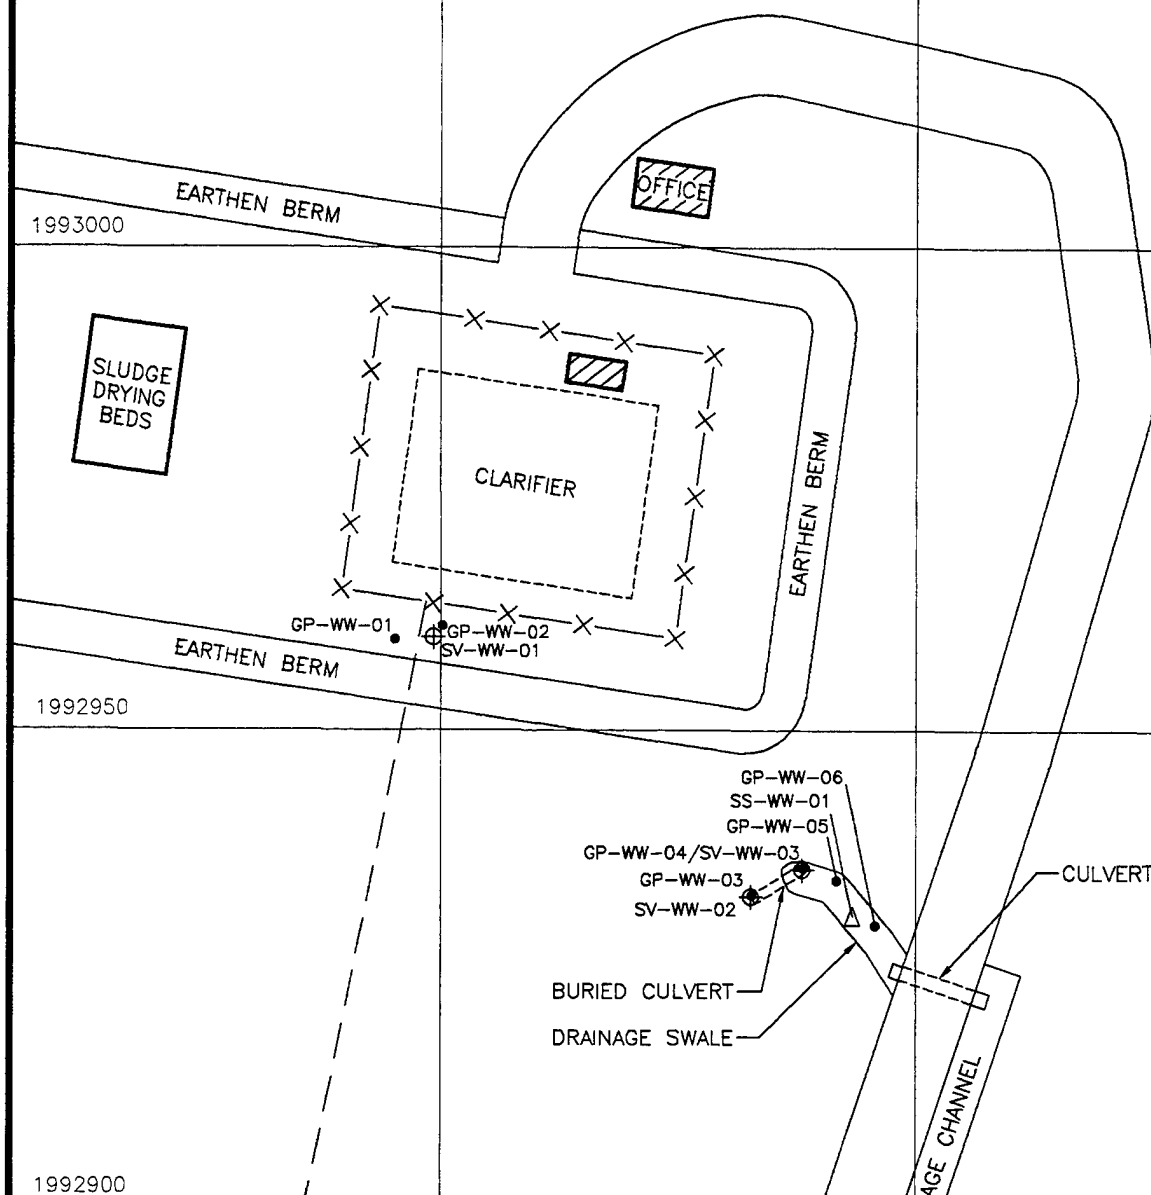 OFFICE
EARTHEN BERM
1993000
SLUDGE
DRYING
BEDS
CLARIFIER
EARTHEN BERM
GP-WW-01
GP-WW-02
SV-WW-01
EARTHEN BERM
1992950
GP-WW-06
SS-WW-01
GP-WW-05
GP-WW-04/SV-WW-03
GP-WW-03
SV-WW-02
CULVERT
BURIED CULVERT
DRAINAGE SWALE
AGE CHANNEL
1992900